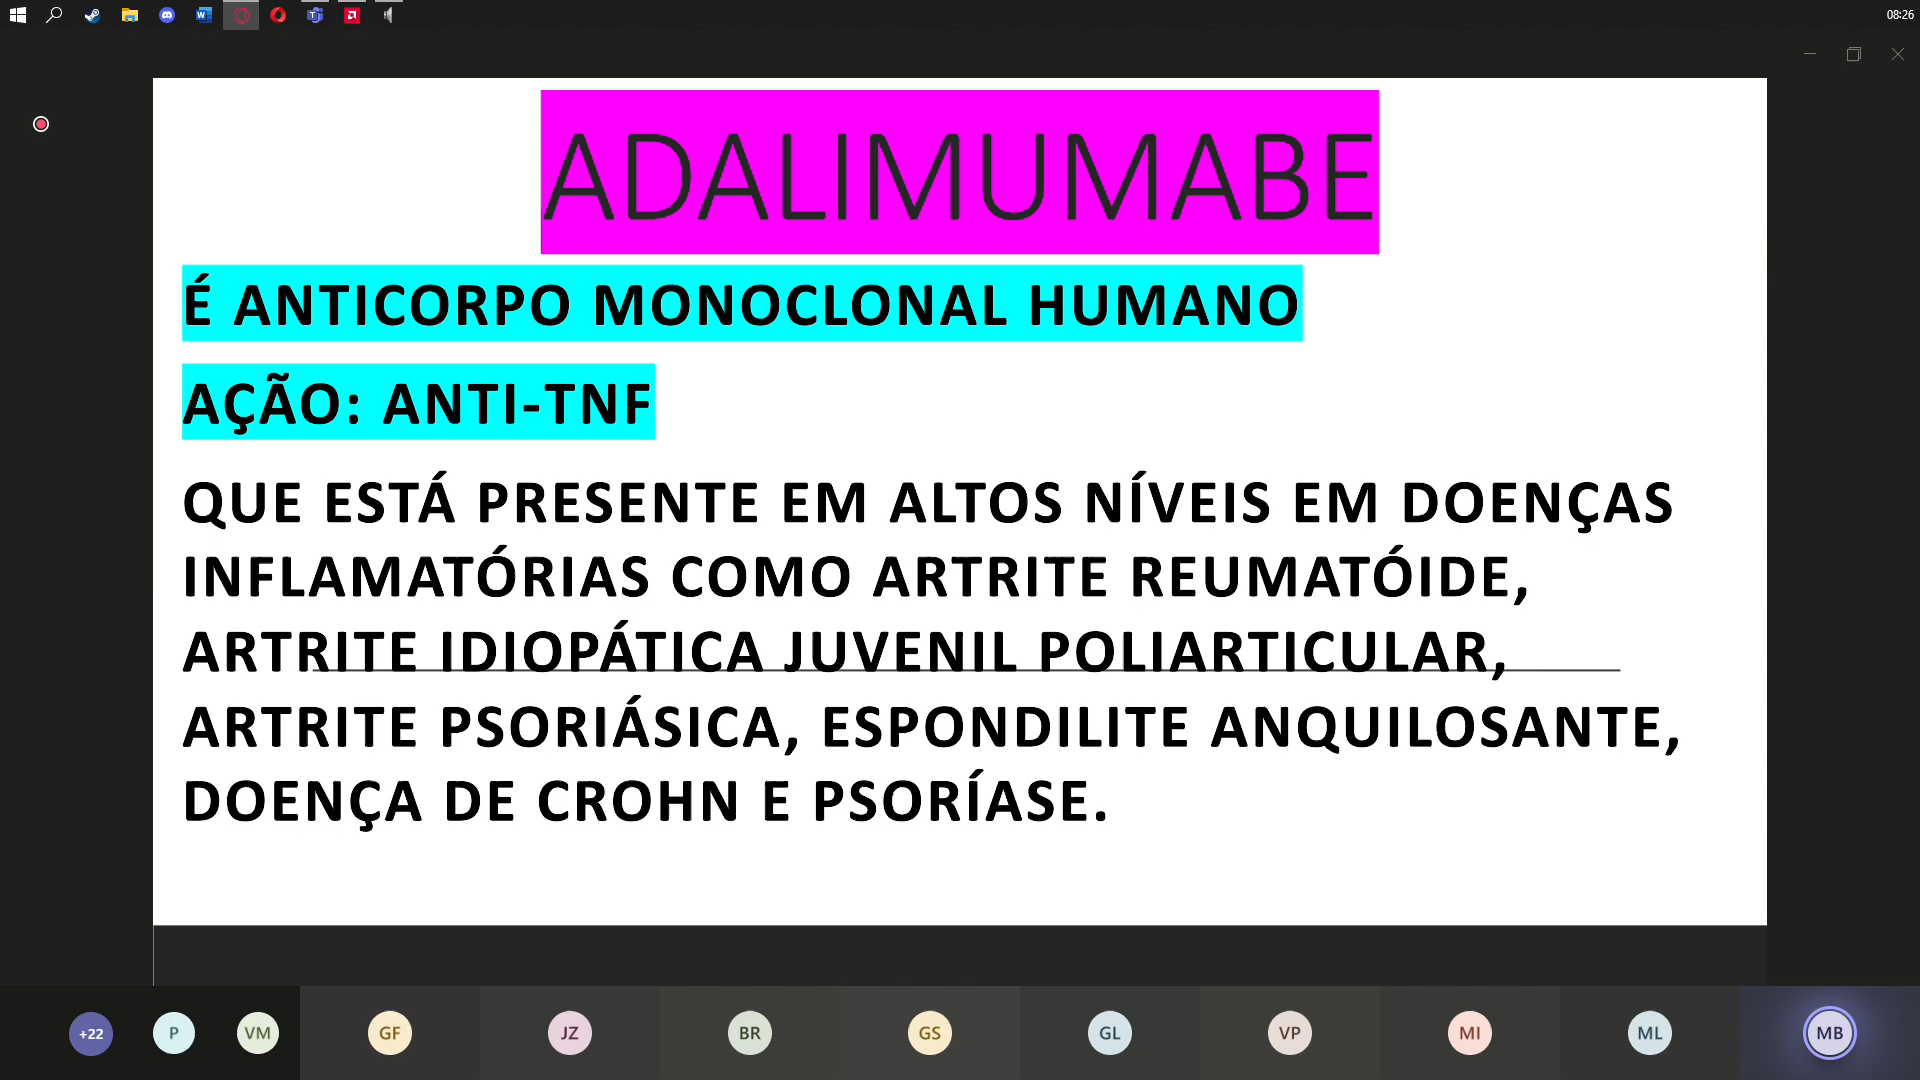 08:26
ADALIMUMABE
É ANTICORPO MONOCLONAL HUMANO
AÇÃO: ANTI-TNF
QUE ESTÁ PRESENTE EM ALTOS NÍVEIS EM DOENÇAS
INFLAMATÓRIAS COMO ARTRITE REUMATÓIDE,
ARTRITE IDIOPÁTICA JUVENIL POLIARTICULAR,
ARTRITE PSORIÁSICA, ESPONDILITE ANQUILOSANTE,
DOENÇA DE CROHN E PSORÍASE.
+22 P VM GF JZ BR GS GL VP MI ML MB